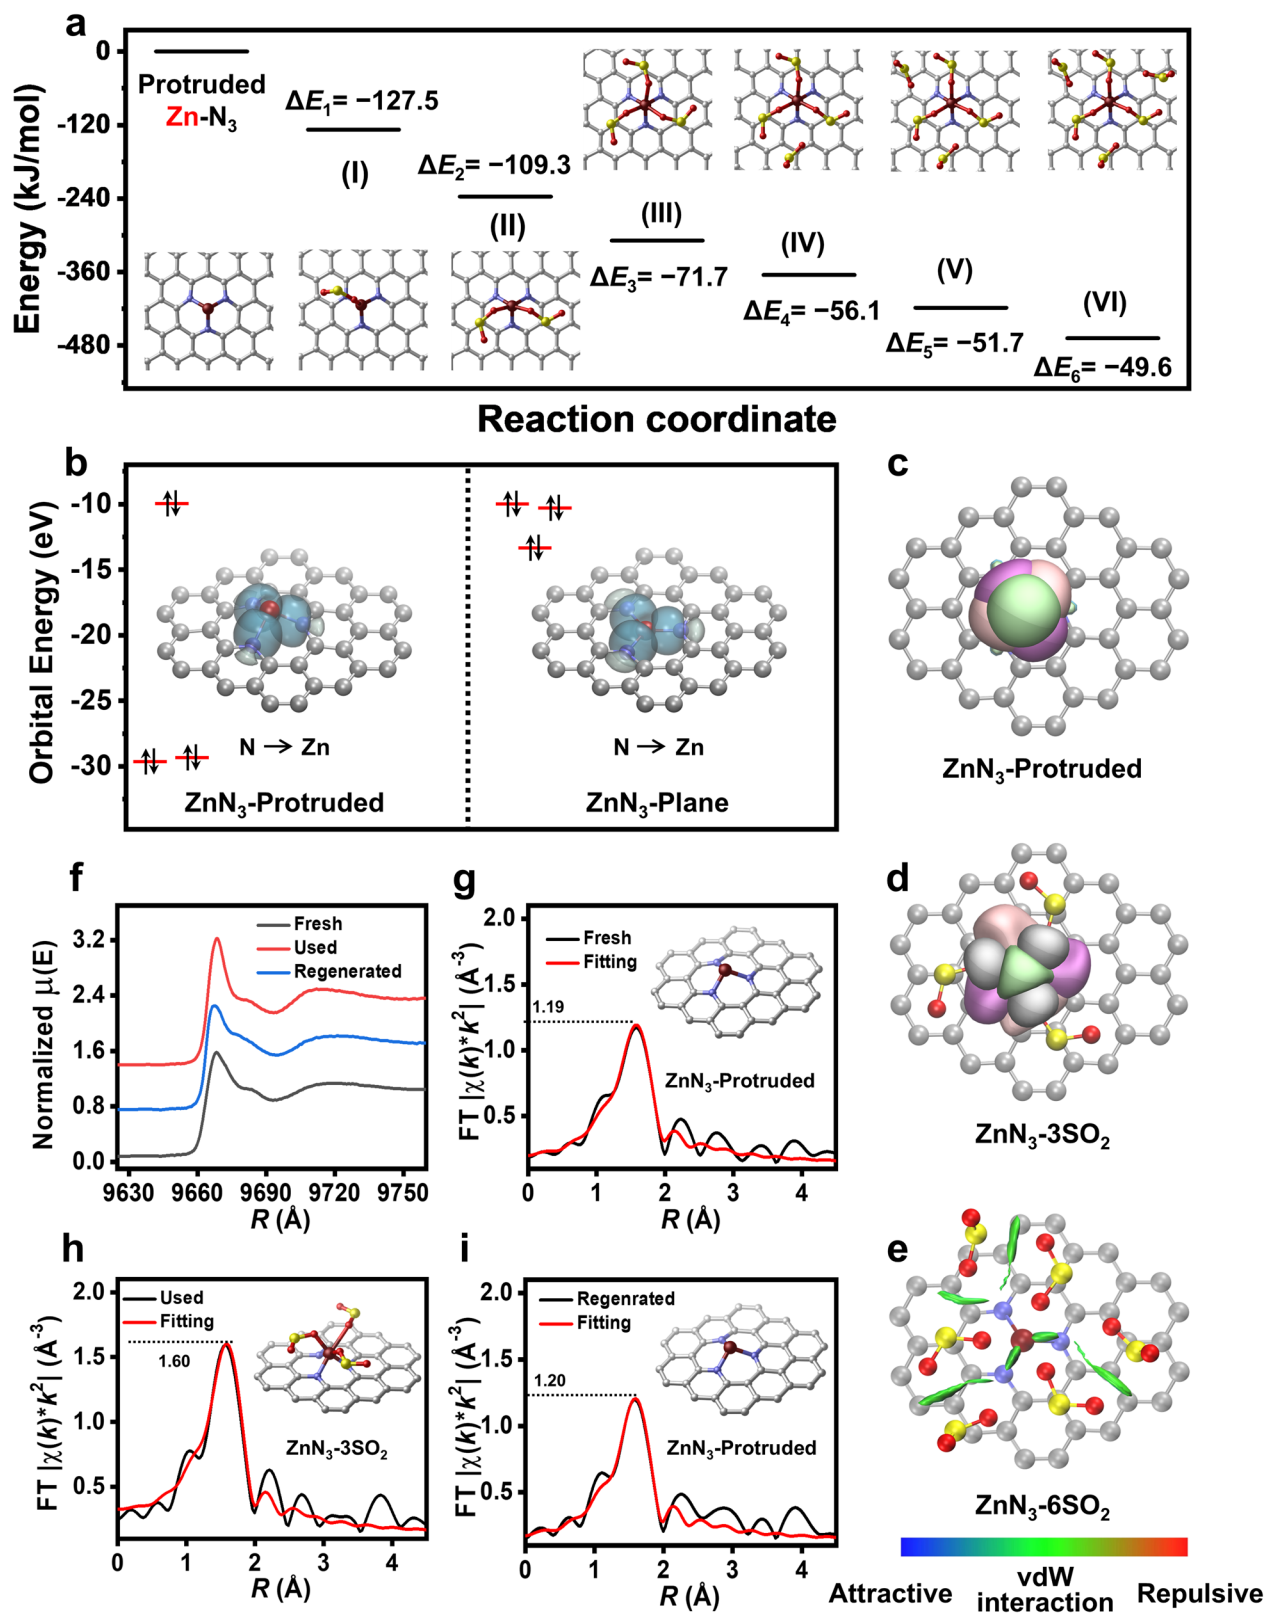 a
Energy (kJ/mol)
0
-120
-240
-360
-480
Protruded
Zn-N₃
ΔE₁= −127.5
(I)
ΔE₂= −109.3
(II)
(III)
ΔE₃= −71.7
(IV)
ΔE₄= −56.1
(V)
ΔE₅= −51.7
(VI)
ΔE₆= −49.6
Reaction coordinate
b
Orbital Energy (eV)
-10
-15
-20
-25
-30
N → Zn
ZnN₃-Protruded
N → Zn
ZnN₃-Plane
c
ZnN₃-Protruded
d
ZnN₃-3SO₂
e
ZnN₃-6SO₂
Attractive
vdW
interaction
Repulsive
f
Normalized μ(E)
3.2
2.4
1.6
0.8
0.0
Fresh
Used
Regenerated
9630 9660 9690 9720 9750
R (Å)
g
FT |χ(k)*k²| (Å⁻³)
2.0
1.5
1.0
0.5
Fresh
Fitting
1.19
ZnN₃-Protruded
0 1 2 3 4
R (Å)
h
FT |χ(k)*k²| (Å⁻³)
2.0
1.5
1.0
0.5
Used
Fitting
1.60
ZnN₃-3SO₂
0 1 2 3 4
R (Å)
i
FT |χ(k)*k²| (Å⁻³)
2.0
1.5
1.0
0.5
Regenrated
Fitting
1.20
ZnN₃-Protruded
0 1 2 3 4
R (Å)